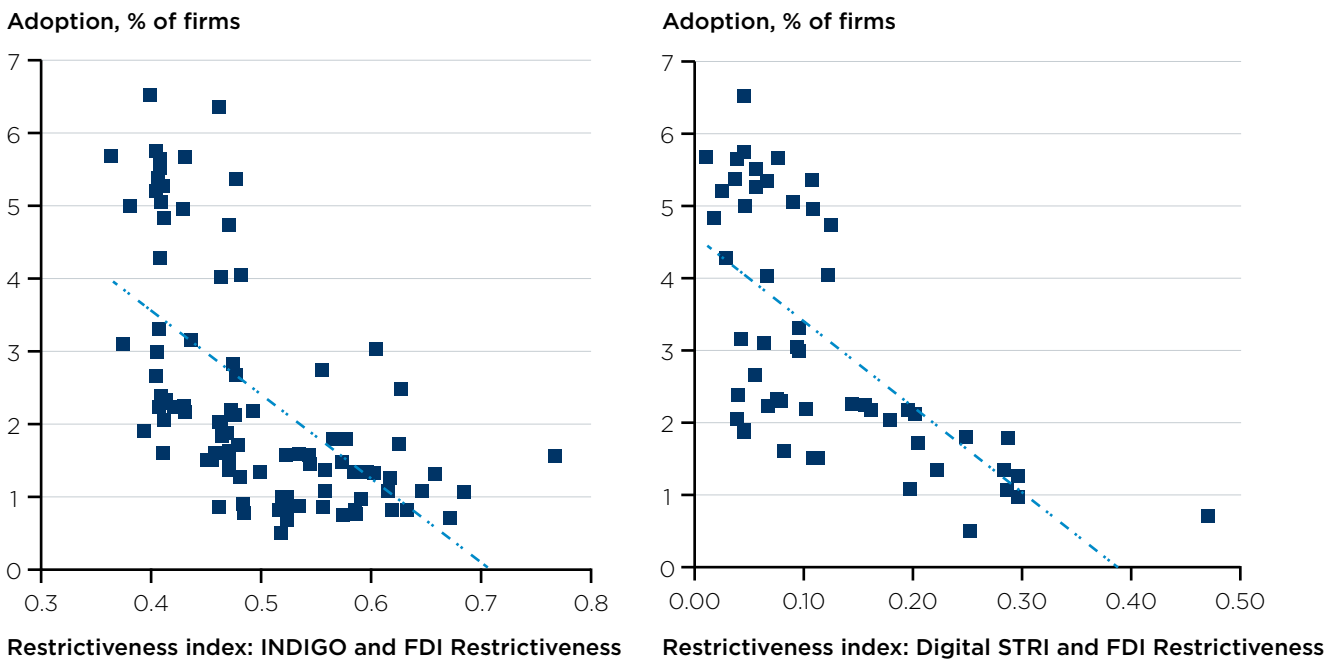 Adoption, % of firms
7
6
5
4
3
2
1
0
0.3 0.4 0.5 0.6 0.7 0.8
Restrictiveness index: INDIGO and FDI Restrictiveness
Adoption, % of firms
7
6
5
4
3
2
1
0
0.00 0.10 0.20 0.30 0.40 0.50
Restrictiveness index: Digital STRI and FDI Restrictiveness